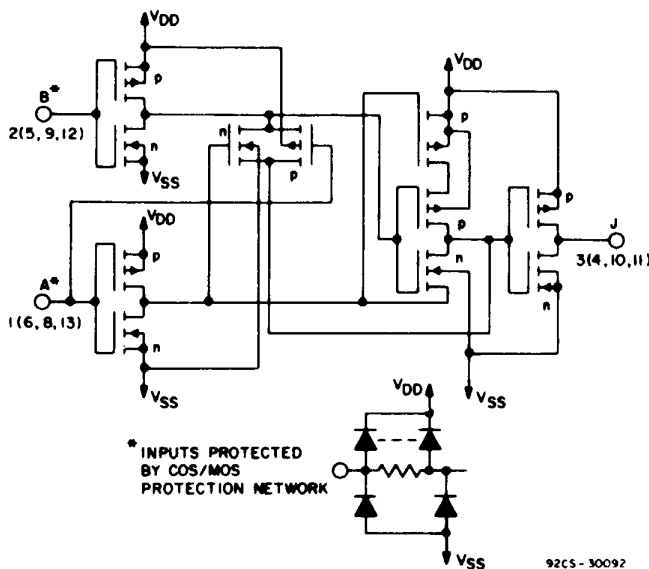 VDD
p
B*
2(5, 9, 12)
n
VSS
VDD
p
A*
1(6, 8, 13)
n
VSS
n
p
VDD
p
p
n
VSS
p
n
J
3(4, 10, 11)
* INPUTS PROTECTED
BY COS/MOS
PROTECTION NETWORK
VDD
VSS
92CS-30092